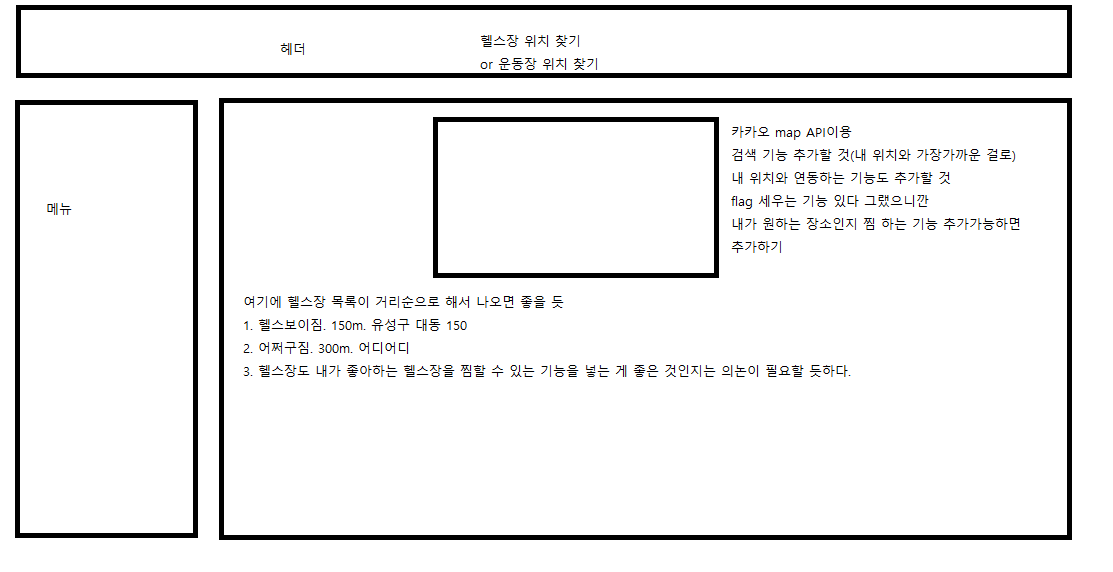 헤더
헬스장 위치 찾기
or 운동장 위치 찾기
메뉴
카카오 map API이용
검색 기능 추가할 것(내 위치와 가장가까운 걸로)
내 위치와 연동하는 기능도 추가할 것
flag 세우는 기능 있다 그랬으니깐
내가 원하는 장소인지 찜 하는 기능 추가가능하면
추가하기
여기에 헬스장 목록이 거리순으로 해서 나오면 좋을 듯
1. 헬스보이짐. 150m. 유성구 대동 150
2. 어쩌구짐. 300m. 어디어디
3. 헬스장도 내가 좋아하는 헬스장을 찜할 수 있는 기능을 넣는 게 좋은 것인지는 의논이 필요할 듯하다.